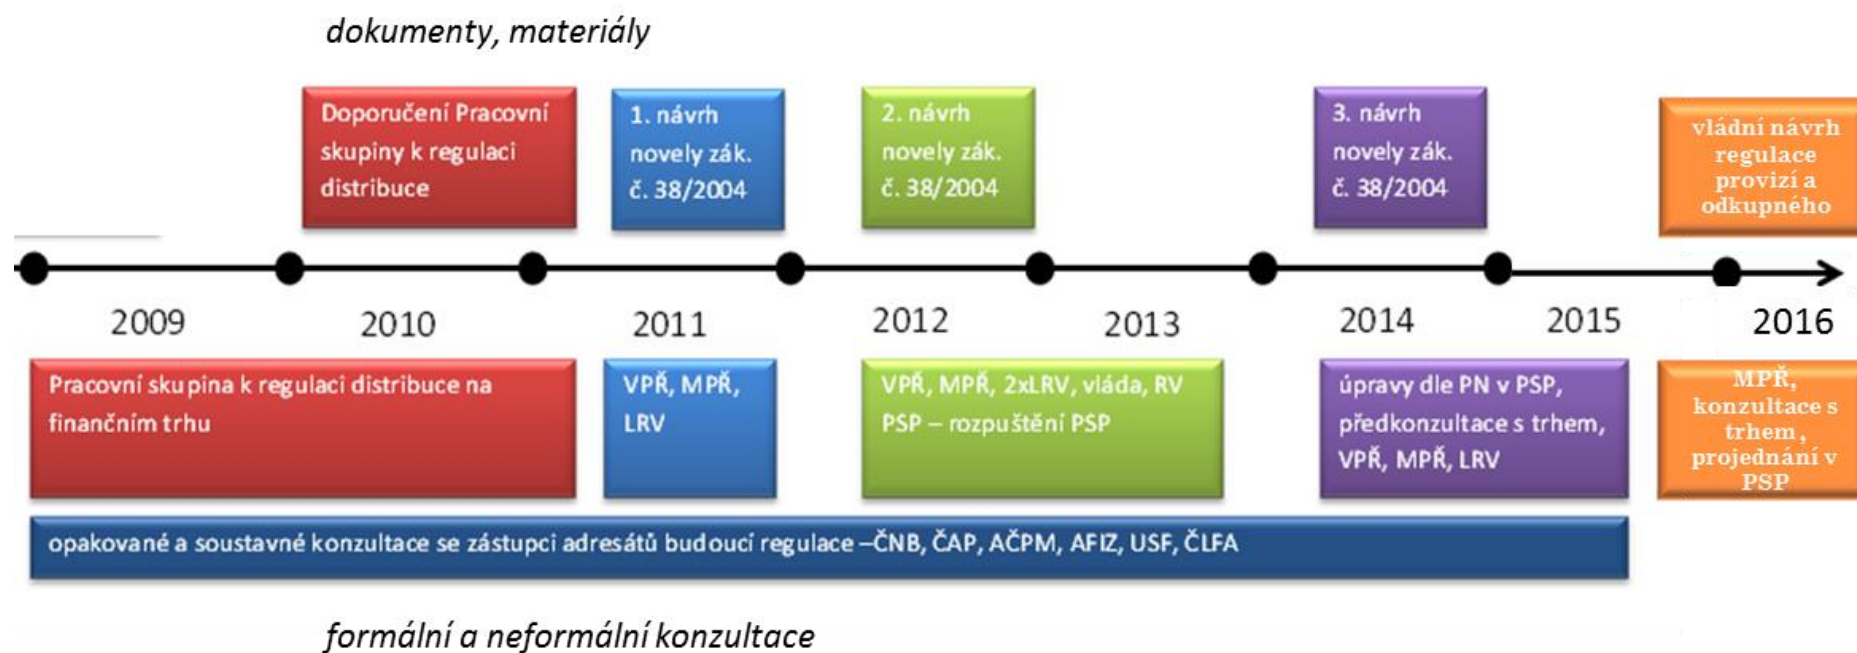 dokumenty, materiály
Doporučení Pracovní
skupiny k regulaci
distribuce
1. návrh
novely zák.
č. 38/2004
2. návrh
novely zák.
č. 38/2004
3. návrh
novely zák.
č. 38/2004
vládní návrh
regulace
provizí a
odkupného
2009
2010
2011
2012
2013
2014
2015
2016
Pracovní skupina k regulaci distribuce na
finančním trhu
VPŘ, MPŘ,
LRV
VPŘ, MPŘ, 2xLRV, vláda, RV
PSP – rozpuštění PSP
úpravy dle PN v PSP,
předkonzultace s trhem,
VPŘ, MPŘ, LRV
MPŘ,
konzultace s
trhem ,
projednání v
PSP
opakované a soustavné konzultace se zástupci adresátů budoucí regulace –ČNB, ČAP, AČPM, AFIZ, USF, ČLFA
formální a neformální konzultace